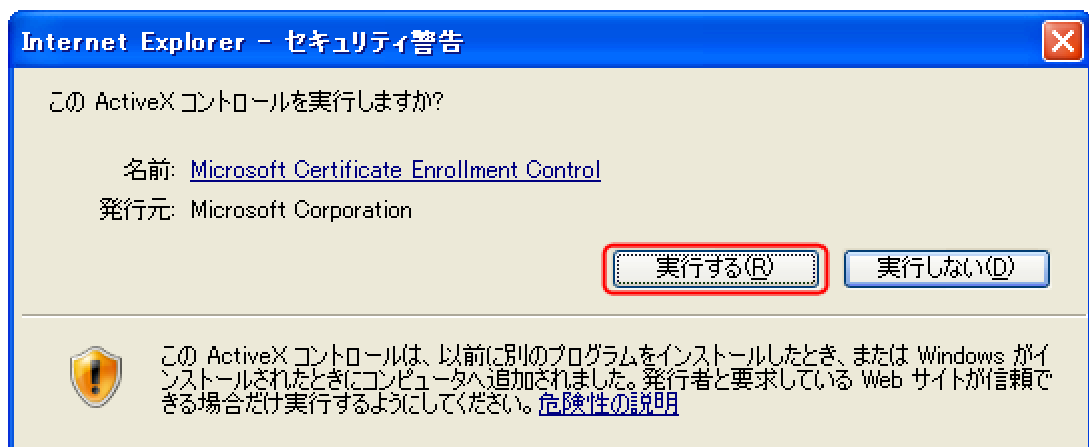 Internet Explorer - セキュリティ警告
この ActiveX コントロールを実行しますか?
名前: Microsoft Certificate Enrollment Control
発行元: Microsoft Corporation
実行する(R) 実行しない(D)
この ActiveX コントロールは、以前に別のプログラムをインストールしたとき、または Windows がイ
ンストールされたときにコンピュータへ追加されました。発行者と要求している Web サイトが信頼で
きる場合だけ実行するようにしてください。危険性の説明